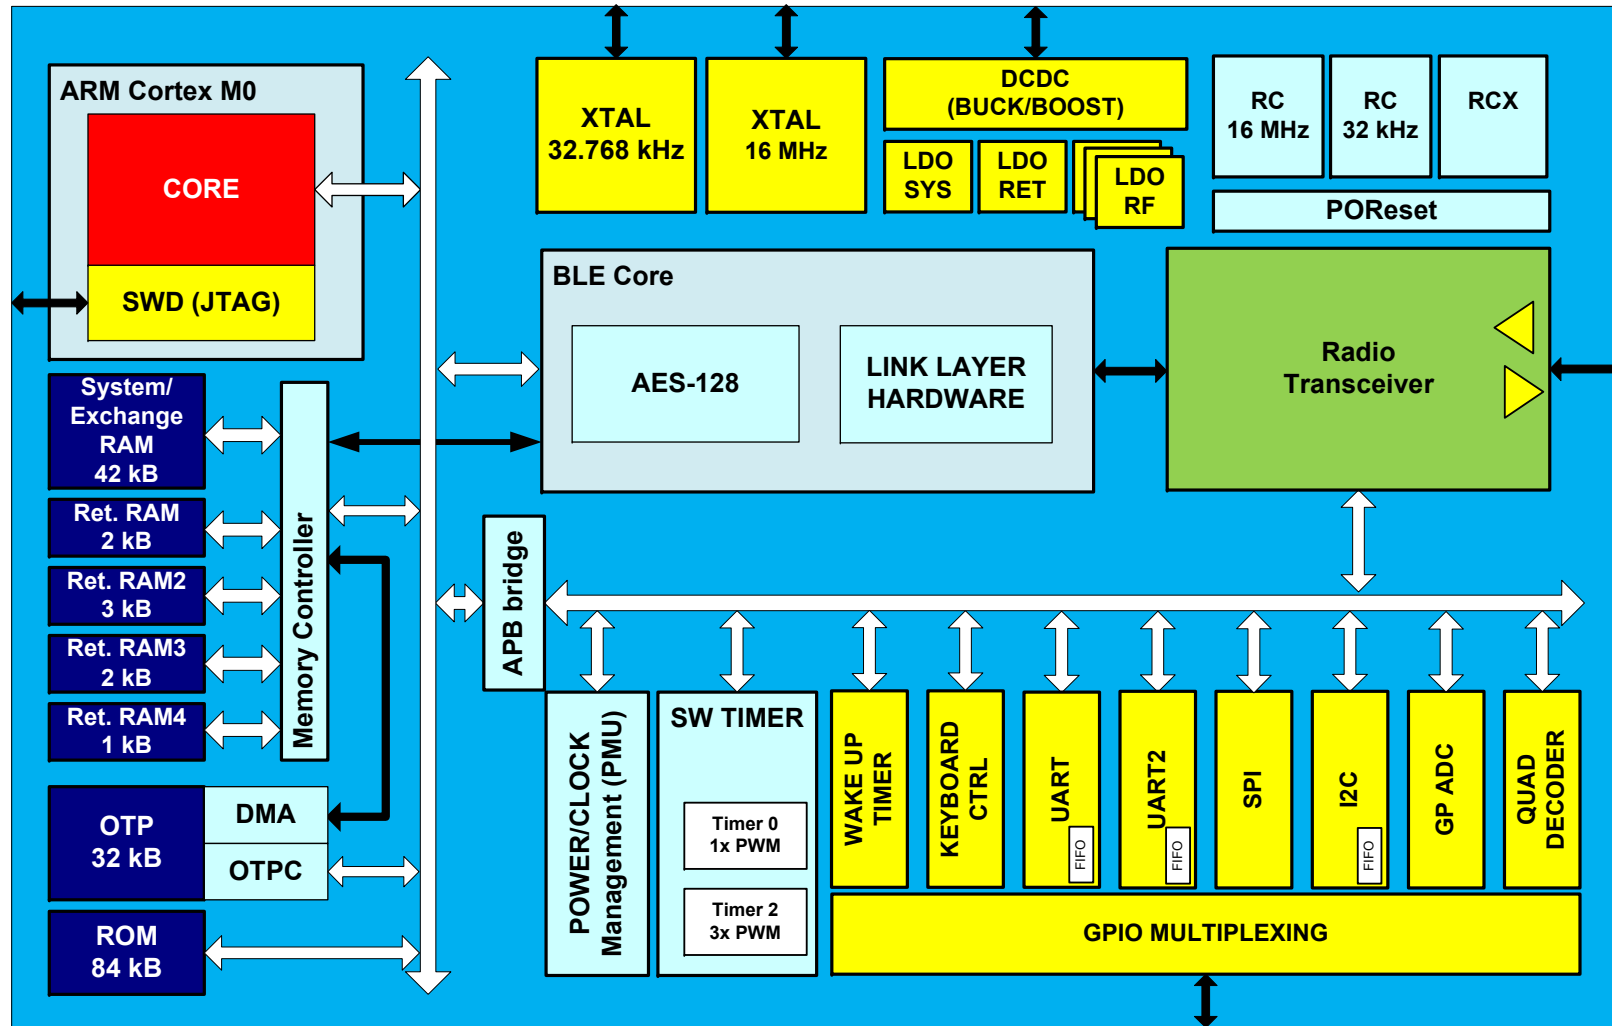 ARM Cortex M0
CORE
SWD (JTAG)
XTAL
32.768 kHz
XTAL
16 MHz
DCDC
(BUCK/BOOST)
LDO
SYS
LDO
RET
LDO
RF
RC
16 MHz
RC
32 kHz
RCX
POReset
BLE Core
AES-128
LINK LAYER
HARDWARE
Radio
Transceiver
System/
Exchange
RAM
42 kB
Ret. RAM
2 kB
Ret. RAM2
3 kB
Ret. RAM3
2 kB
Ret. RAM4
1 kB
Memory Controller
OTP
32 kB
DMA
OTPC
ROM
84 kB
APB bridge
POWER/CLOCK
Management (PMU)
SW TIMER
Timer 0
1x PWM
Timer 2
3x PWM
WAKE UP
TIMER
KEYBOARD
CTRL
UART
FIFO
UART2
FIFO
SPI
I2C
FIFO
GP ADC
QUAD
DECODER
GPIO MULTIPLEXING